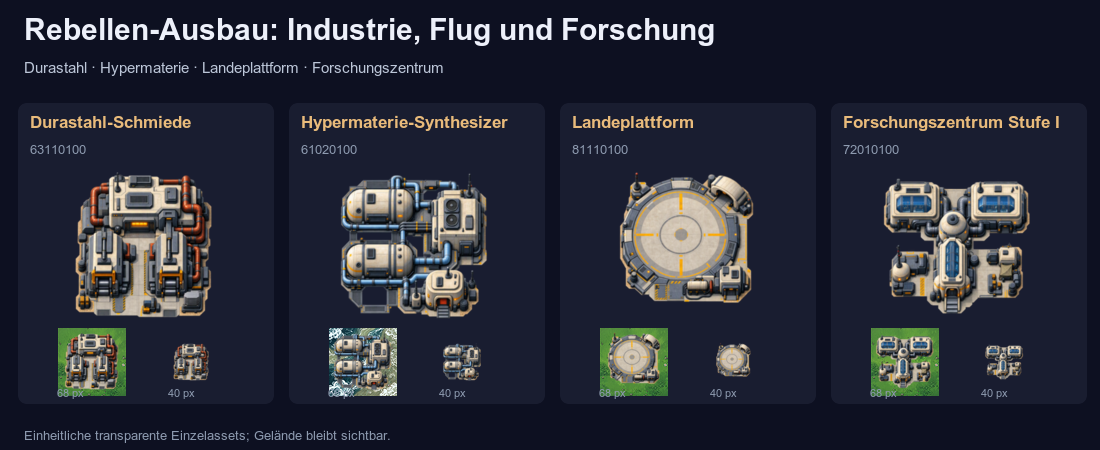 Rebellen-Ausbau: Industrie, Flug und Forschung
Durastahl · Hypermaterie · Landeplattform · Forschungszentrum
Durastahl-Schmiede
63110100
68 px
40 px
Hypermaterie-Synthesizer
61020100
68 px
40 px
Landeplattform
81110100
68 px
40 px
Forschungszentrum Stufe I
72010100
68 px
40 px
Einheitliche transparente Einzelassets; Gelände bleibt sichtbar.